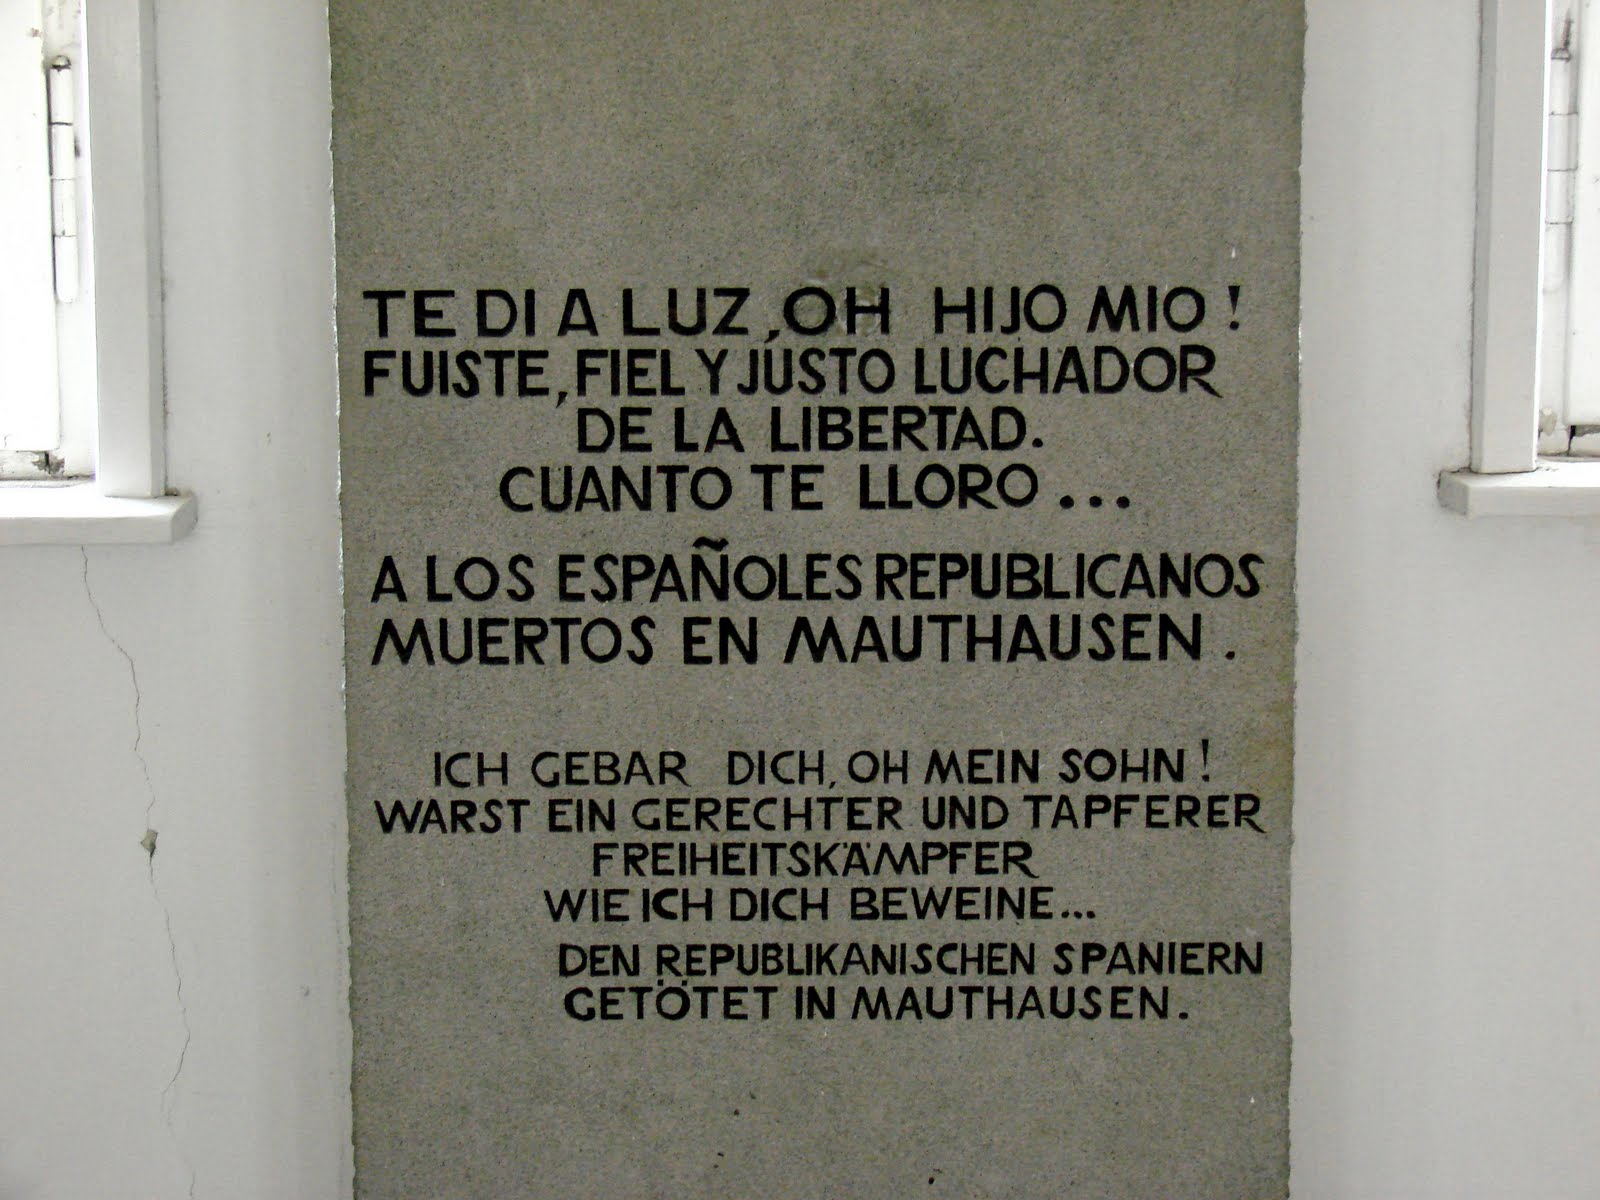 TE DI A LUZ, OH HIJO MIO!
FUISTE, FIEL Y JUSTO LUCHADOR
DE LA LIBERTAD.
CUANTO TE LLORO...
A LOS ESPAÑOLES REPUBLICANOS
MUERTOS EN MAUTHAUSEN.
ICH GEBAR DICH, OH MEIN SOHN!
WARST EIN GERECHTER UND TAPFERER
FREIHEITSKÄMPFER
WIE ICH DICH BEWEINE...
DEN REPUBLIKANISCHEN SPANIERN
GETÖTET IN MAUTHAUSEN.